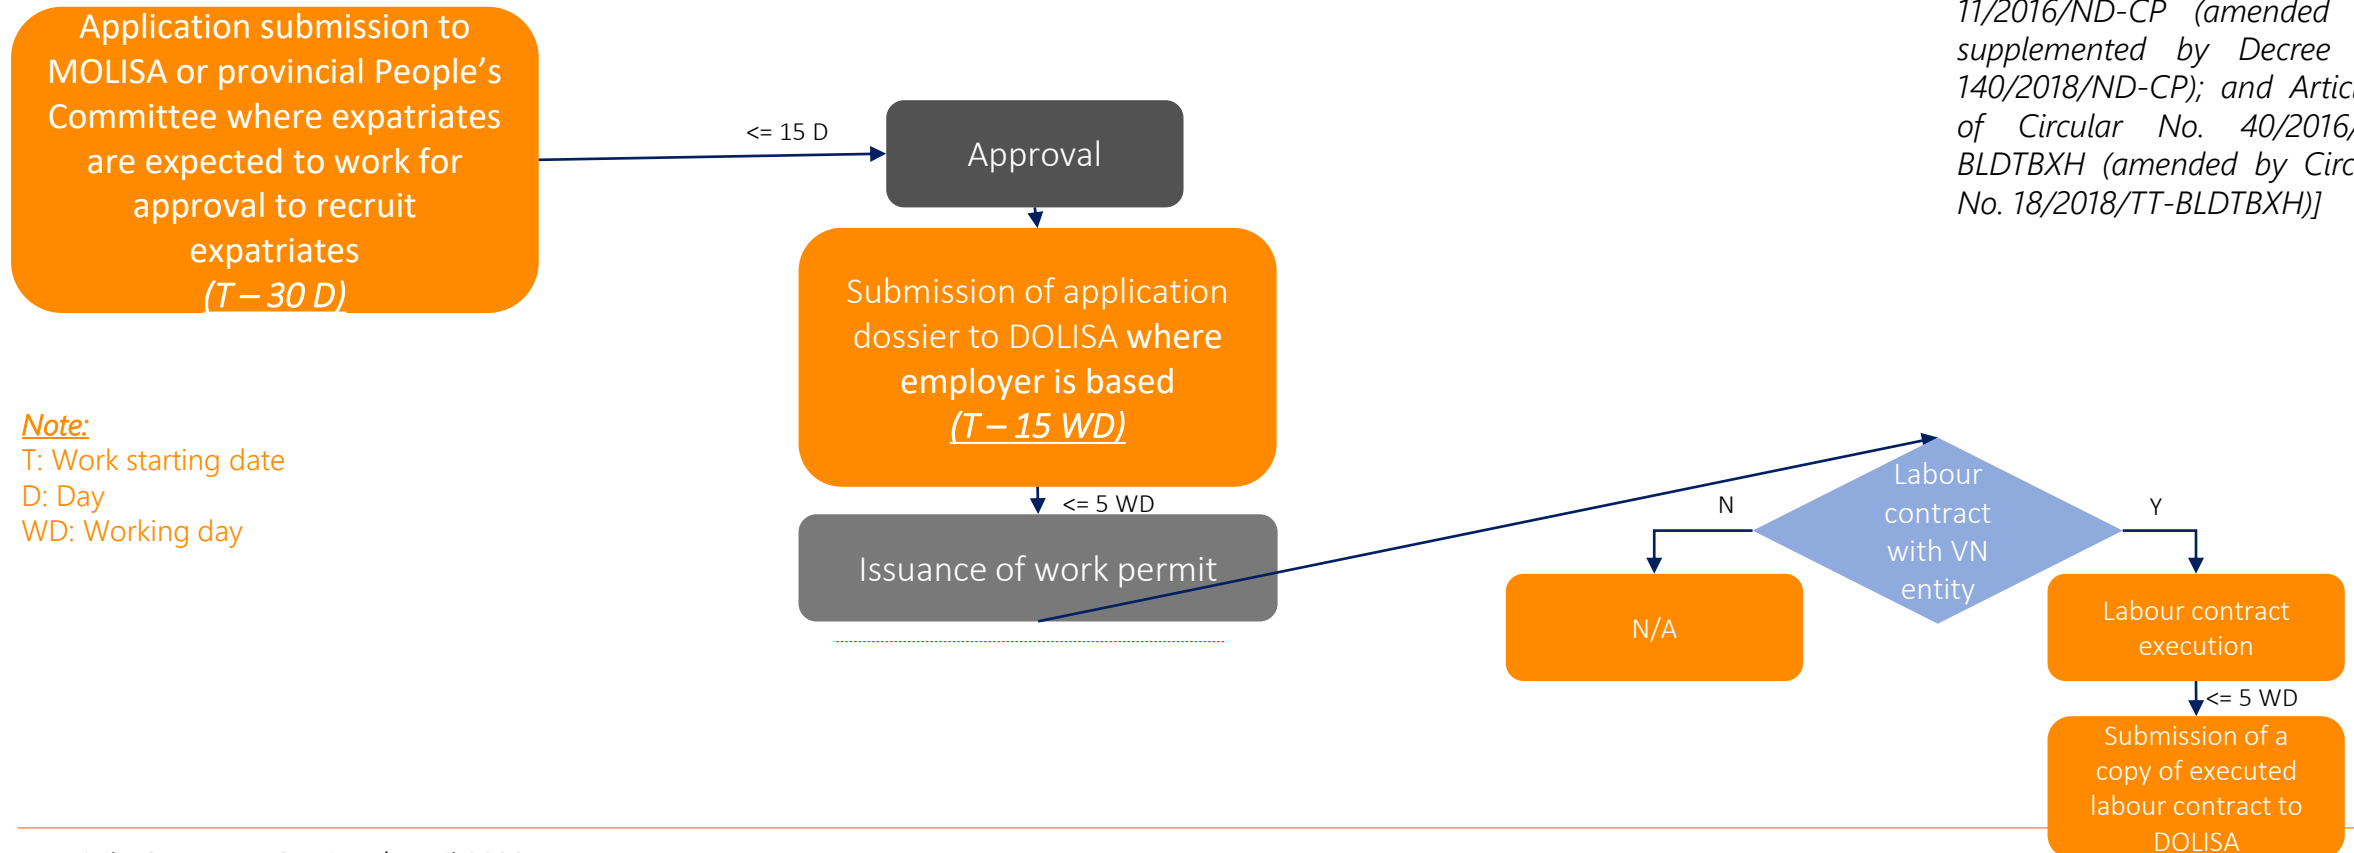 Application submission to
MOLISA or provincial People’s
Committee where expatriates
are expected to work for
approval to recruit
expatriates
(T – 30 D)
<= 15 D
Approval
11/2016/ND-CP (amended
supplemented by Decree
140/2018/ND-CP); and
of Circular No. 40/2016/
BLDTBXH (amended by
No. 18/2018/TT-BLDTBXH)]
Submission of application
dossier to DOLISA where
employer is based
(T – 15 WD)
<= 5 WD
Issuance of work permit
Note:
T: Work starting date
D: Day
WD: Working day
Labour
contract
with VN
entity
N
Y
N/A
Labour contract
execution
<= 5 WD
Submission of a
copy of executed
labour contract to
DOLISA